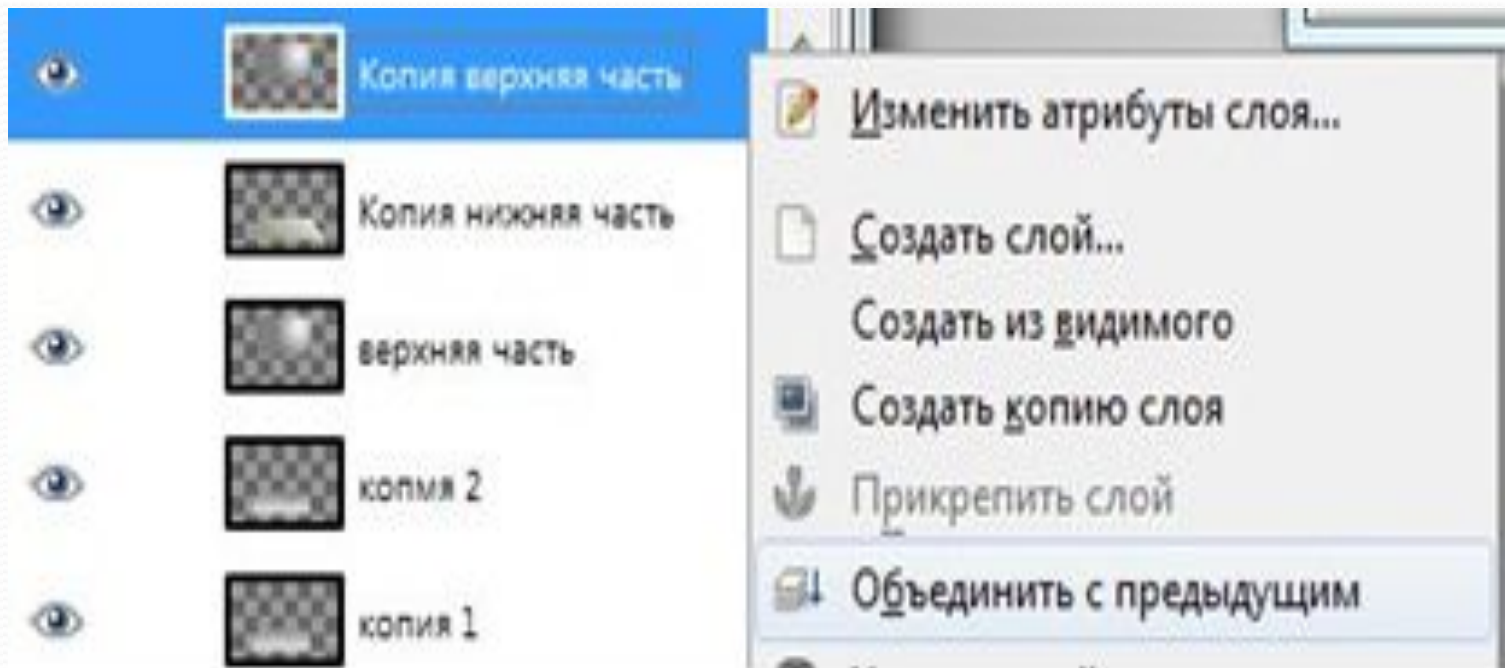 Копия верхняя часть
Копия нижняя часть
верхняя часть
копмя 2
копия 1
Изменить атрибуты слоя...
Создать слой...
Создать из видимого
Создать копию слоя
Прикрепить слой
Объединить с предыдущим